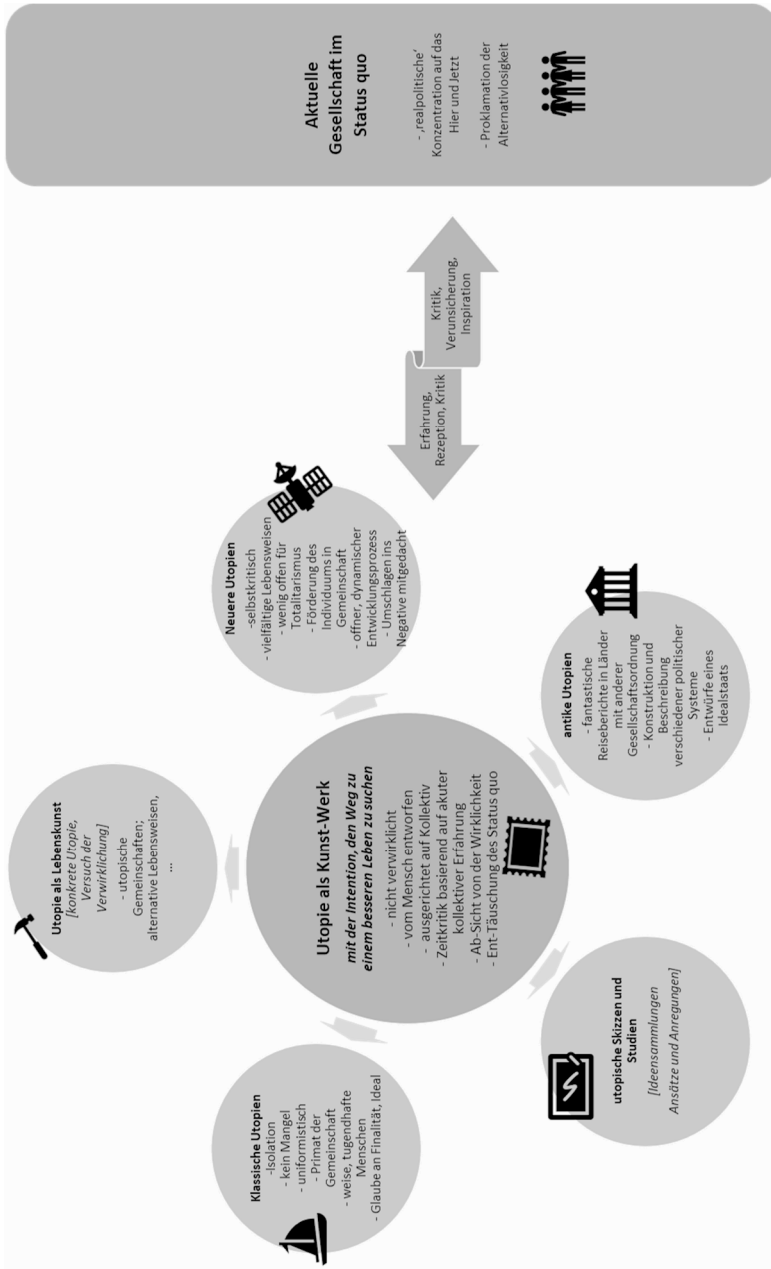 Utopie als Lebenskunst
[konkrete Utopie,
Versuch der
Verwirklichung]
- utopische
Gemeinschaften;
alternative Lebensweisen,
...
Klassische Utopien
-Isolation
- kein Mangel
- uniformistisch
- Primat der
Gemeinschaft
- weise, tugendhafte
Menschen
- Glaube an Finalität, Ideal
Utopie als Kunst-Werk
mit der Intention, den Weg zu
einem besseren Leben zu suchen
- nicht verwirklicht
- vom Mensch entworfen
- ausgerichtet auf Kollektiv
- Zeitkritik basierend auf akuter
kollektiver Erfahrung
- Ab-Sicht von der Wirklichkeit
- Ent-Täuschung des Status quo
Neuere Utopien
-selbstkritisch
- vielfältige Lebensweisen
- wenig offen für
Totalitarismus
- Förderung des
Individuums in
Gemeinschaft
- offner, dynamischer
Entwicklungsprozess
- Umschlagen ins
Negative mitgedacht
utopische Skizzen und
Studien
[Ideensammlungen
Ansätze und Anregungen]
antike Utopien
- fantastische
Reiseberichte in Länder
mit anderer
Gesellschaftsordnung
- Konstruktion und
Beschreibung
verschiedener politischer
Systeme
- Entwürfe eines
Idealstaats
Erfahrung,
Rezeption, Kritik
Kritik,
Verunsicherung,
Inspiration
Aktuelle
Gesellschaft im
Status quo
- ‚realpolitische‘
Konzentration auf das
Hier und Jetzt
- Proklamation der
Alternativlosigkeit